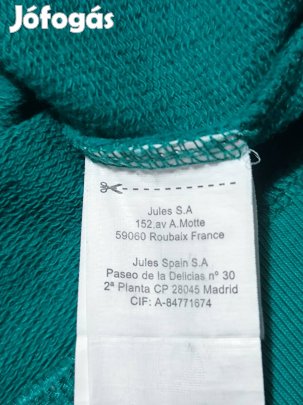 Jófogás
Jules S.A
152.av A.Motte
59060 Roubaix France
Jules Spain S.A
Paseo de la Delicias nº 30
2ª Planta CP 28045 Madrid
CIF: A-84771674